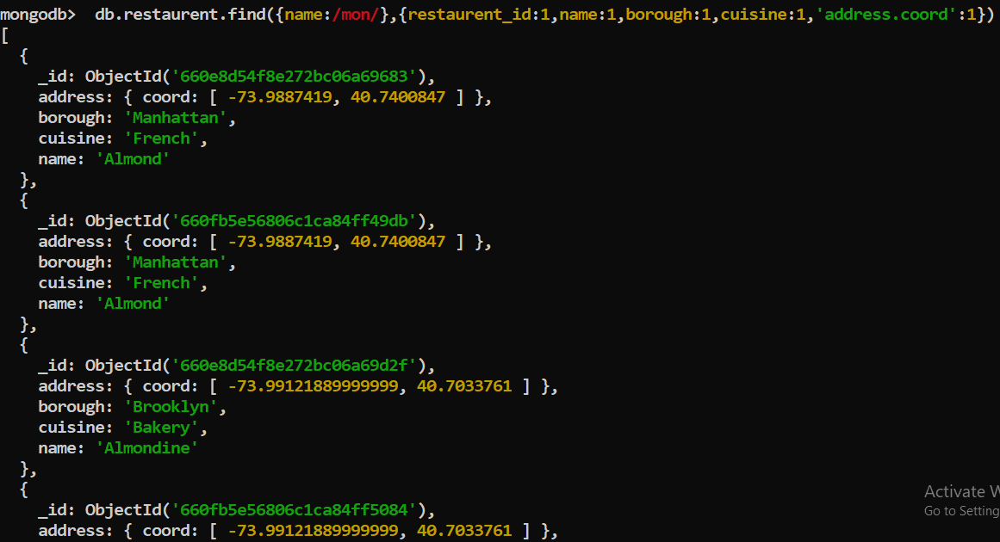 mongodb>  db.restaurent.find({name:/mon/},{restaurent_id:1,name:1,borough:1,cuisine:1,'address.coord':1})
[
  {
    _id: ObjectId('660e8d54f8e272bc06a69683'),
    address: { coord: [ -73.9887419, 40.7400847 ] },
    borough: 'Manhattan',
    cuisine: 'French',
    name: 'Almond'
  },
  {
    _id: ObjectId('660fb5e56806c1ca84ff49db'),
    address: { coord: [ -73.9887419, 40.7400847 ] },
    borough: 'Manhattan',
    cuisine: 'French',
    name: 'Almond'
  },
  {
    _id: ObjectId('660e8d54f8e272bc06a69d2f'),
    address: { coord: [ -73.99121889999999, 40.7033761 ] },
    borough: 'Brooklyn',
    cuisine: 'Bakery',
    name: 'Almondine'
  },
  {
    _id: ObjectId('660fb5e56806c1ca84ff5084'),
    address: { coord: [ -73.99121889999999, 40.7033761 ] },
Activate W
Go to Setting